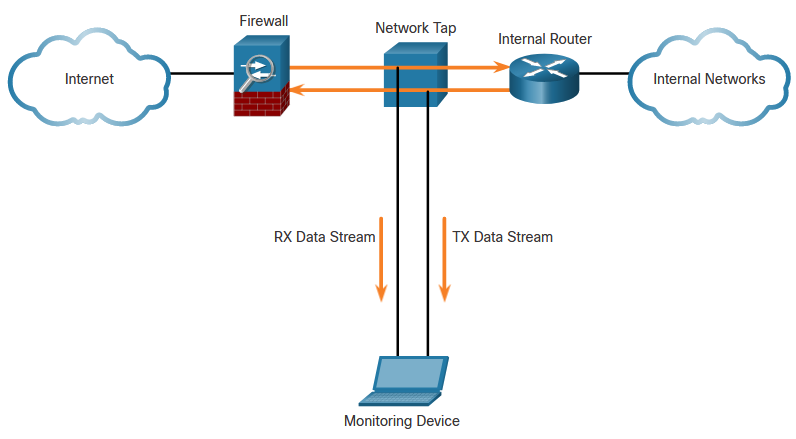 Firewall
Network Tap
Internal Router
Internet
Internal Networks
RX Data Stream
TX Data Stream
Monitoring Device